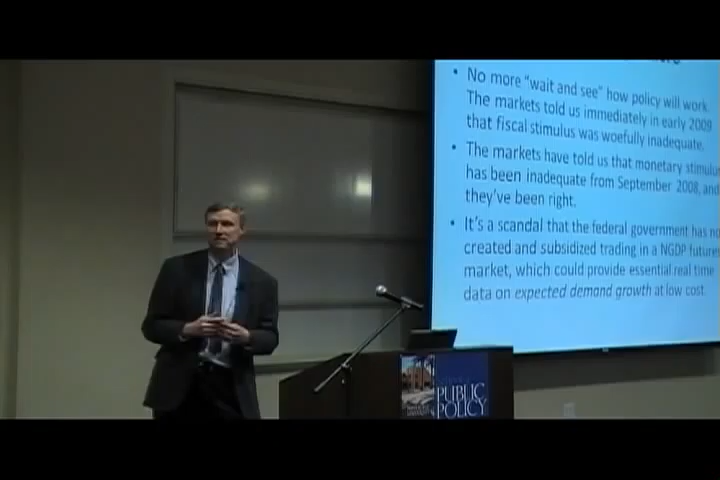 • No more "wait and see" how policy will work.
The markets told us immediately in early 2009
that fiscal stimulus was woefully inadequate.
• The markets have told us that monetary stimulu
has been inadequate from September 2008, and
they've been right.
• It's a scandal that the federal government has no
created and subsidized trading in a NGDP futures
market, which could provide essential real time
data on expected demand growth at low cost.
PUBLIC
POLICY